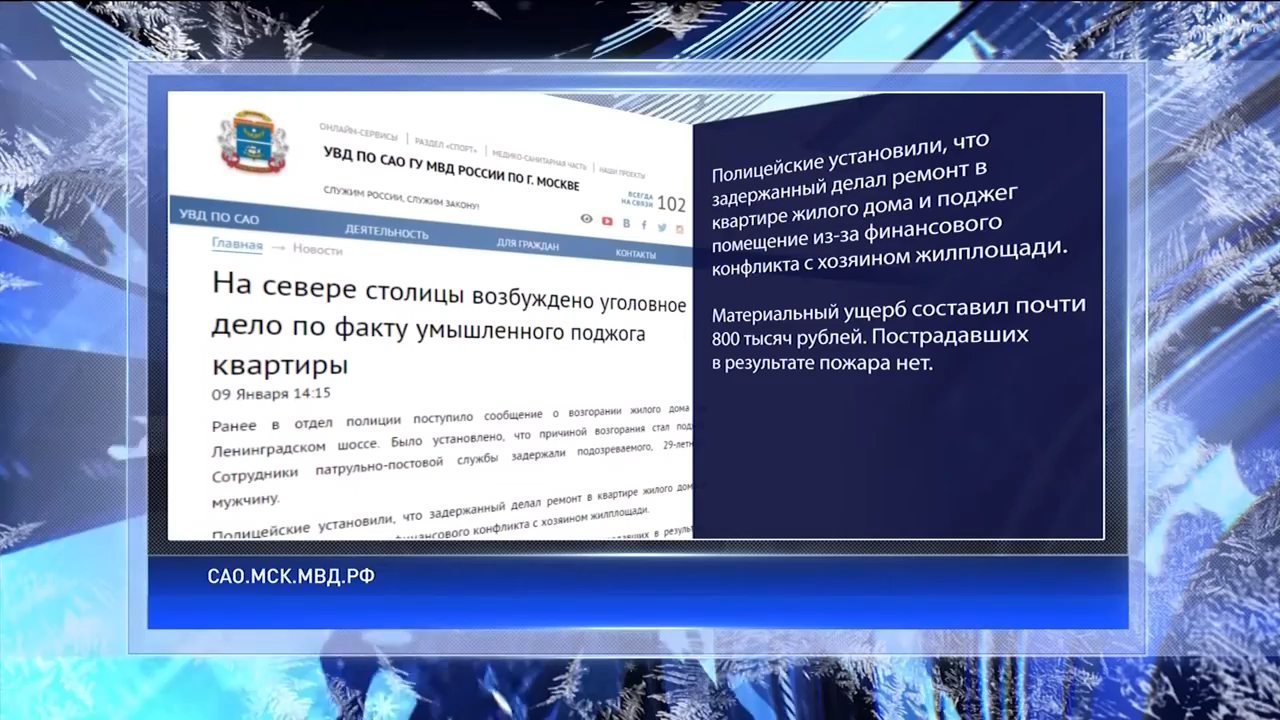 ОНЛАЙН-СЕРВИСЫ РАЗДЕЛ «СПОРТ» МЕДИКО-САНИТАРНАЯ ЧАСТЬ НАШИ ПРОЕКТЫ
УВД ПО САО ГУ МВД РОССИИ ПО Г. МОСКВЕ
СЛУЖИМ РОССИИ, СЛУЖИМ ЗАКОНУ!
ВСЕГДА
НА СВЯЗИ 102
УВД ПО САО ДЕЯТЕЛЬНОСТЬ ДЛЯ ГРАЖДАН КОНТАКТЫ
Главная → Новости
На севере столицы возбуждено уголовное
дело по факту умышленного поджога
квартиры
09 Января 14:15
Ранее в отдел полиции поступило сообщение о возгорании жилого дома
Ленинградском шоссе. Было установлено, что причиной возгорания стал под
Сотрудники патрульно-постовой службы задержали подозреваемого, 29-летн
мужчину.
Полицейские установили, что задержанный делал ремонт в квартире жилого дом
финансового конфликта с хозяином жилплощади.
в резуль
Полицейские установили, что
задержанный делал ремонт в
квартире жилого дома и поджег
помещение из-за финансового
конфликта с хозяином жилплощади.
Материальный ущерб составил почти
800 тысяч рублей. Пострадавших
в результате пожара нет.
САО.МСК.МВД.РФ